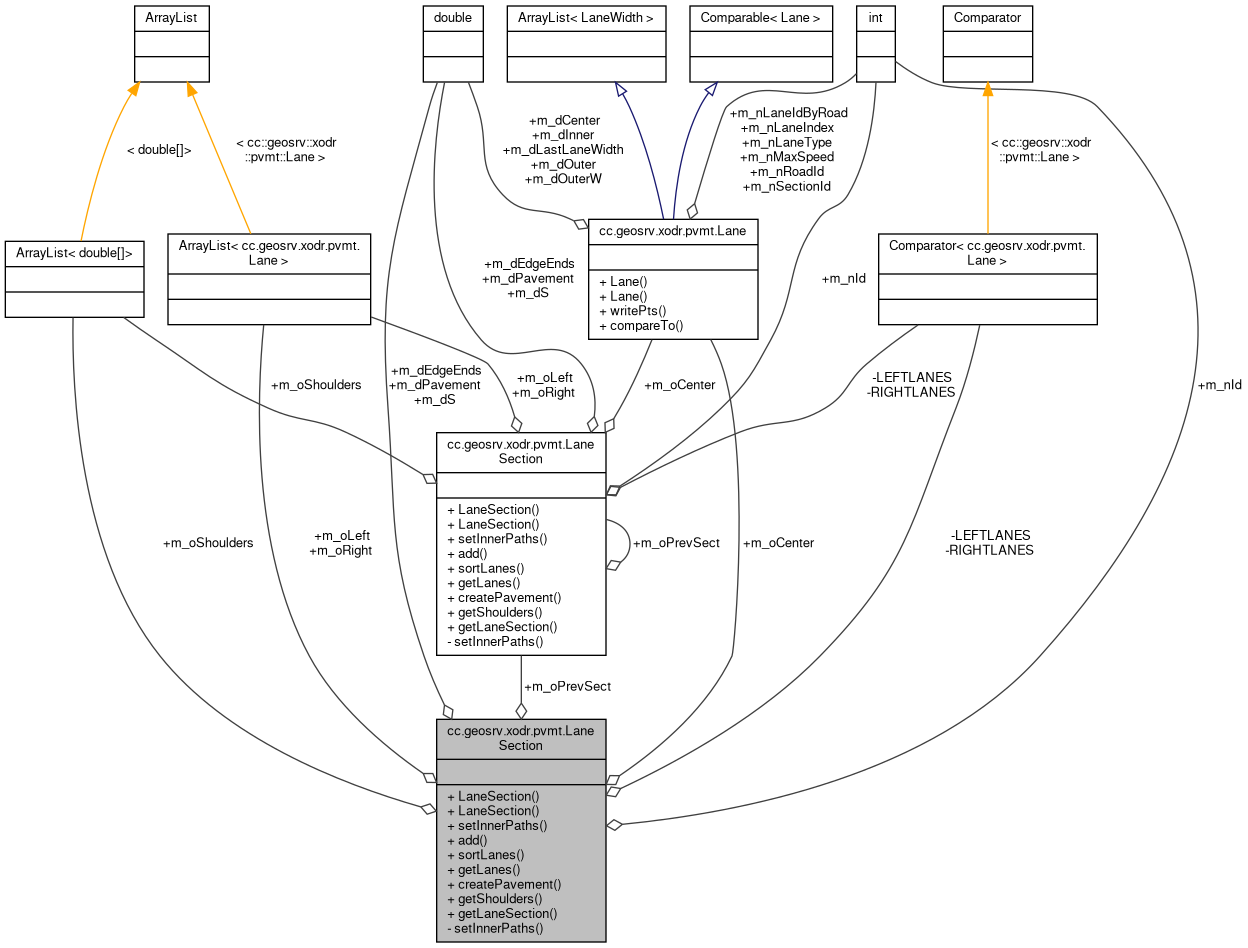 ArrayList
double
ArrayList< LaneWidth >
Comparable< Lane >
int
Comparator
< double[]>
< cc::geosrv::xodr
::pvmt::Lane >
+m_dCenter
+m_dInner
+m_dLastLaneWidth
+m_dOuter
+m_dOuterW
+m_nLaneIdByRoad
+m_nLaneIndex
+m_nLaneType
+m_nMaxSpeed
+m_nRoadId
+m_nSectionId
< cc::geosrv::xodr
::pvmt::Lane >
ArrayList< double[]>
ArrayList< cc.geosrv.xodr.pvmt.
Lane >
cc.geosrv.xodr.pvmt.Lane
+ Lane()
+ Lane()
+ writePts()
+ compareTo()
Comparator< cc.geosrv.xodr.pvmt.
Lane >
+m_dEdgeEnds
+m_dPavement
+m_dS
+m_nId
+m_oShoulders
+m_dEdgeEnds
+m_dPavement
+m_dS
+m_oLeft
+m_oRight
+m_oCenter
-LEFTLANES
-RIGHTLANES
+m_nId
cc.geosrv.xodr.pvmt.Lane
Section
+ LaneSection()
+ LaneSection()
+ setInnerPaths()
+ add()
+ sortLanes()
+ getLanes()
+ createPavement()
+ getShoulders()
+ getLaneSection()
- setInnerPaths()
+m_oShoulders
+m_oLeft
+m_oRight
+m_oPrevSect
+m_oCenter
-LEFTLANES
-RIGHTLANES
+m_oPrevSect
cc.geosrv.xodr.pvmt.Lane
Section
+ LaneSection()
+ LaneSection()
+ setInnerPaths()
+ add()
+ sortLanes()
+ getLanes()
+ createPavement()
+ getShoulders()
+ getLaneSection()
- setInnerPaths()